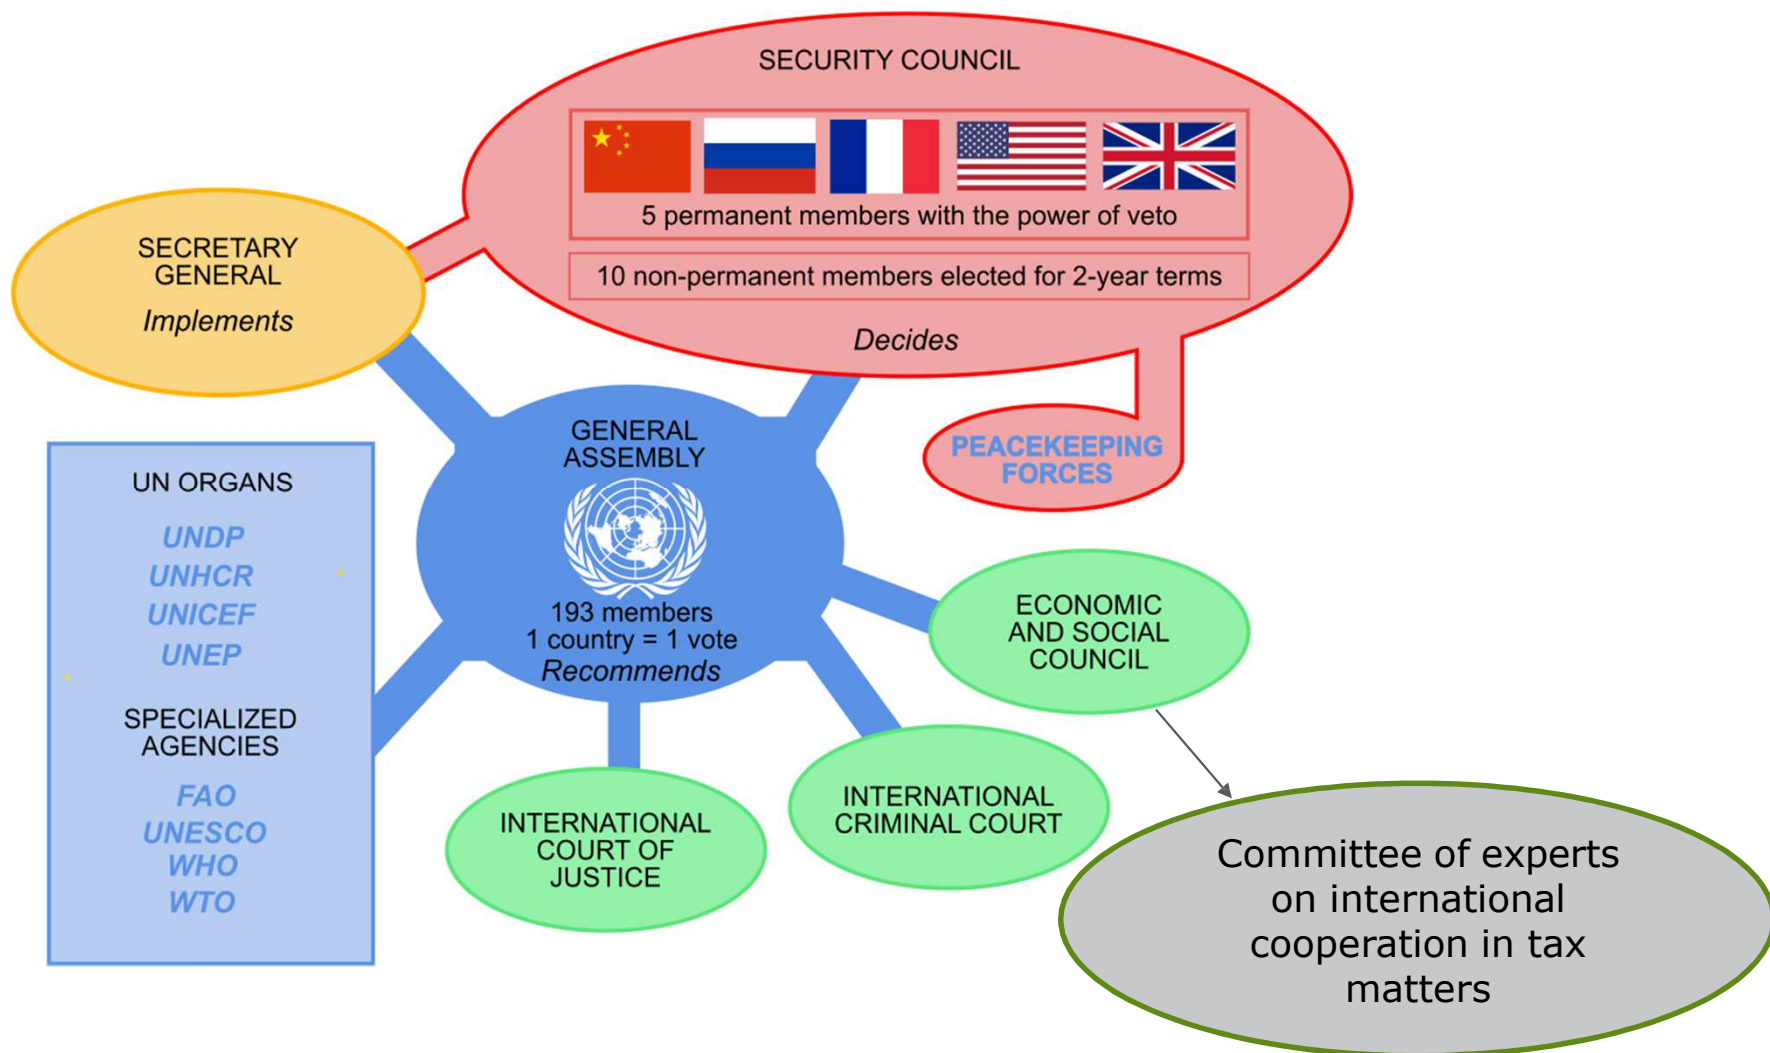 SECURITY COUNCIL
5 permanent members with the power of veto
10 non-permanent members elected for 2-year terms
Decides
SECRETARY
GENERAL
Implements
GENERAL
ASSEMBLY
193 members
1 country = 1 vote
Recommends
PEACEKEEPING
FORCES
UN ORGANS
UNDP
UNHCR
UNICEF
UNEP
SPECIALIZED
AGENCIES
FAO
UNESCO
WHO
WTO
ECONOMIC
AND SOCIAL
COUNCIL
INTERNATIONAL
COURT OF
JUSTICE
INTERNATIONAL
CRIMINAL COURT
Committee of experts
on international
cooperation in tax
matters